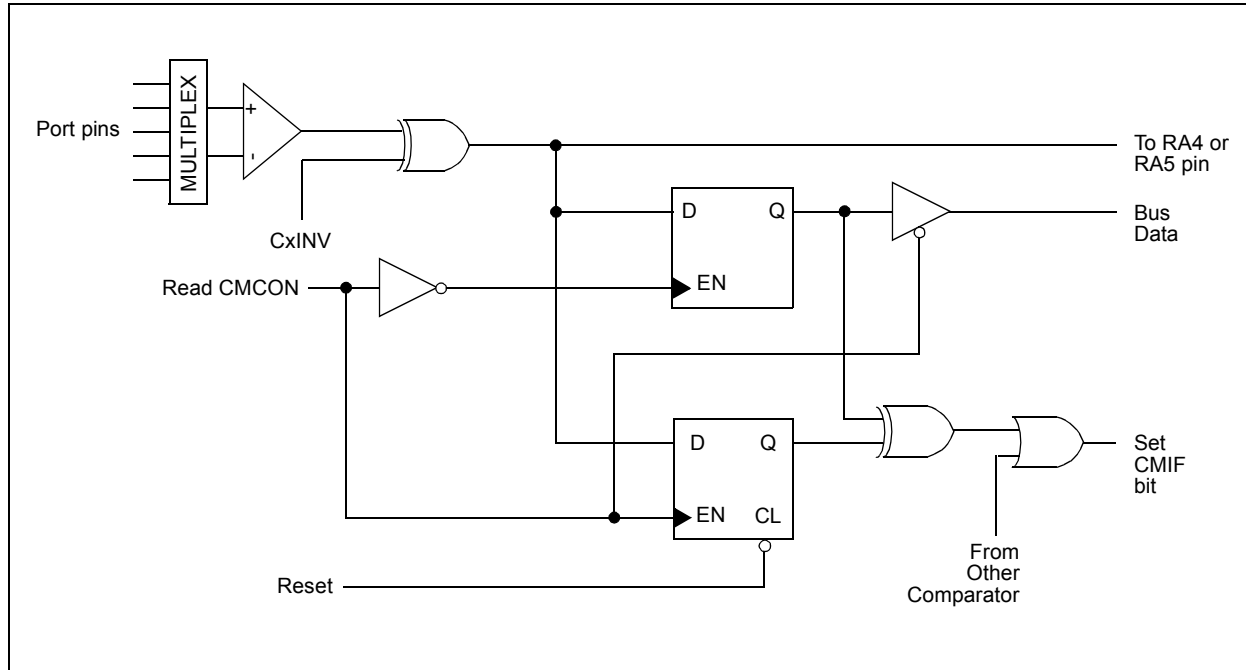 MULTIPLEX
+
-
Port pins
CxINV
To RA4 or
RA5 pin
D
Q
EN
Bus
Data
Read CMCON
D
Q
EN
CL
Set
CMIF
bit
From
Other
Comparator
Reset